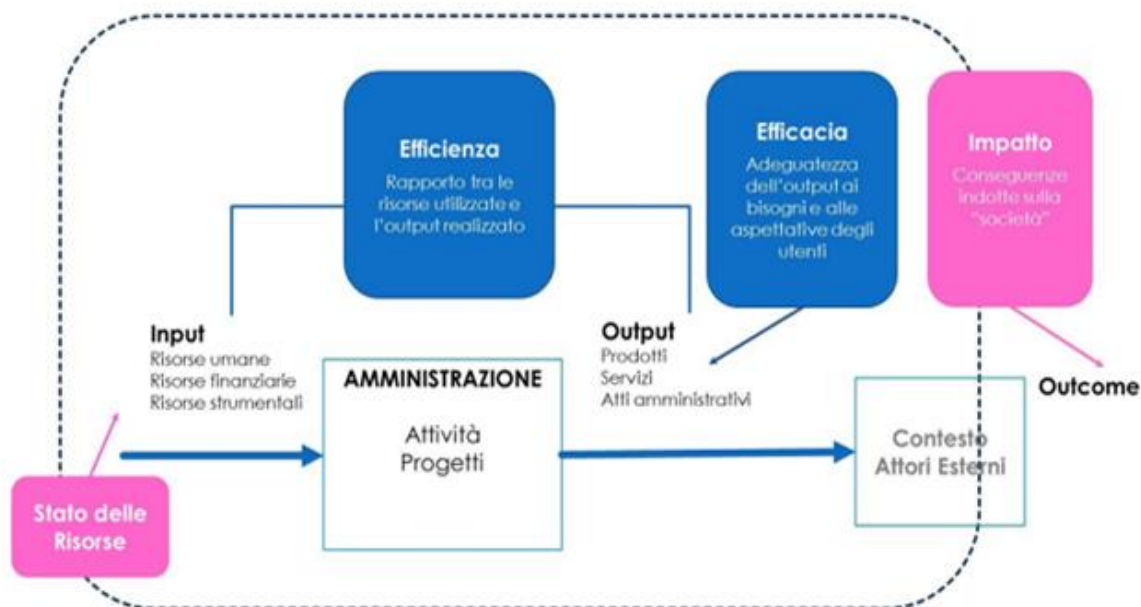 Efficienza
Rapporto tra le
risorse utilizzate e
l'output realizzato
Efficacia
Adeguatezza
dell'output ai
bisogni e alle
aspettative degli
utenti
Impatto
Conseguenze
indotte sulla
"società"
Input
Risorse umane
Risorse finanziarie
Risorse strumentali
AMMINISTRAZIONE
Attività
Progetti
Output
Prodotti
Servizi
Atti amministrativi
Outcome
Contesto
Attori Esterni
Stato delle
Risorse